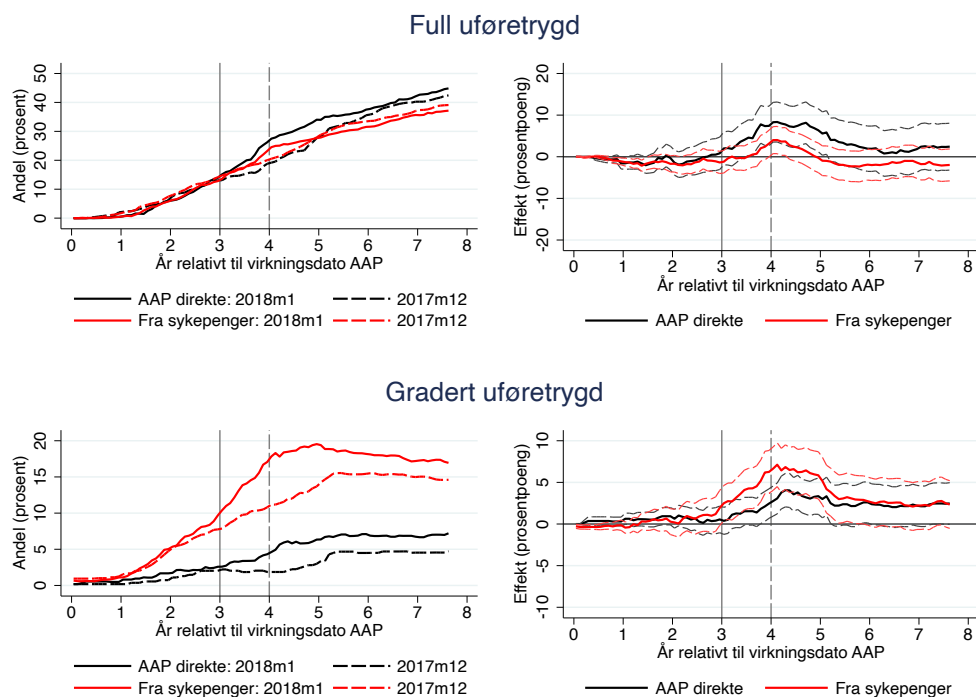 Full uføretrygd
Andel (prosent)
50
40
30
20
10
0
0 1 2 3 4 5 6 7 8
År relativt til virkningsdato AAP
AAP direkte: 2018m1 2017m12
Fra sykepenger: 2018m1 2017m12
Effekt (prosentpoeng)
20
10
0
-10
-20
0 1 2 3 4 5 6 7 8
År relativt til virkningsdato AAP
AAP direkte Fra sykepenger
Gradert uføretrygd
Andel (prosent)
20
15
10
5
0
0 1 2 3 4 5 6 7 8
År relativt til virkningsdato AAP
AAP direkte: 2018m1 2017m12
Fra sykepenger: 2018m1 2017m12
Effekt (prosentpoeng)
10
5
0
-10
0 1 2 3 4 5 6 7 8
År relativt til virkningsdato AAP
AAP direkte Fra sykepenger